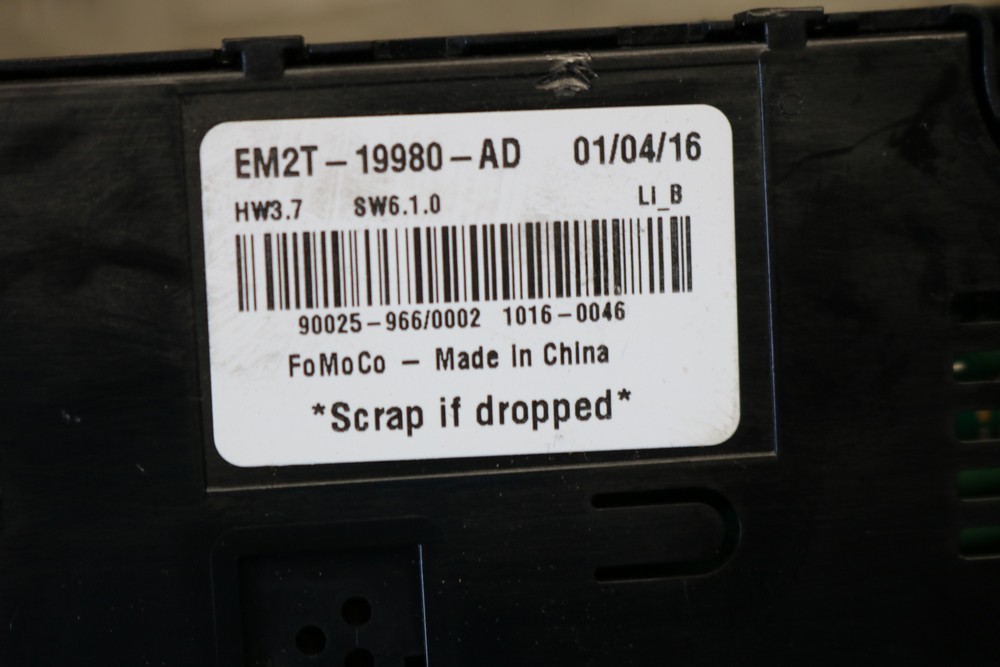 EM2T-19980-AD 01/04/16
HW3.7 SW6.1.0 LI_B
90025-966/0002 1016-0046
FoMoCo - Made in China
*Scrap if dropped*